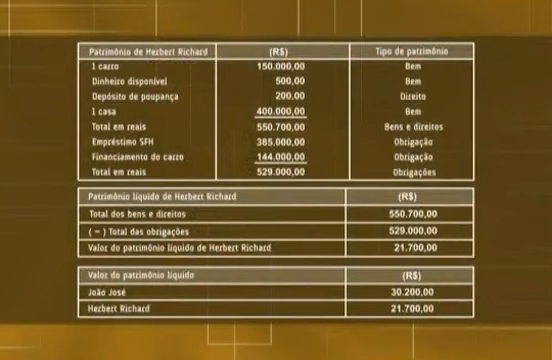 Patrimônio de Herbert Richard (R$) Tipo de patrimônio
1 carro 150.000,00 Bem
Dinheiro disponível 500,00 Bem
Depósito de poupança 200,00 Direito
1 casa 400.000,00 Bem
Total em reais 550.700,00 Bens e direitos
Empréstimo SFH 385.000,00 Obrigação
Financiamento do carro 144.000,00 Obrigação
Total em reais 529.000,00 Obrigações
Patrimônio líquido de Herbert Richard (R$)
Total dos bens e direitos 550.700,00
( - ) Total das obrigações 529.000,00
Valor do patrimônio líquido de Herbert Richard 21.700,00
Valor do patrimônio líquido (R$)
João José 30.200,00
Herbert Richard 21.700,00